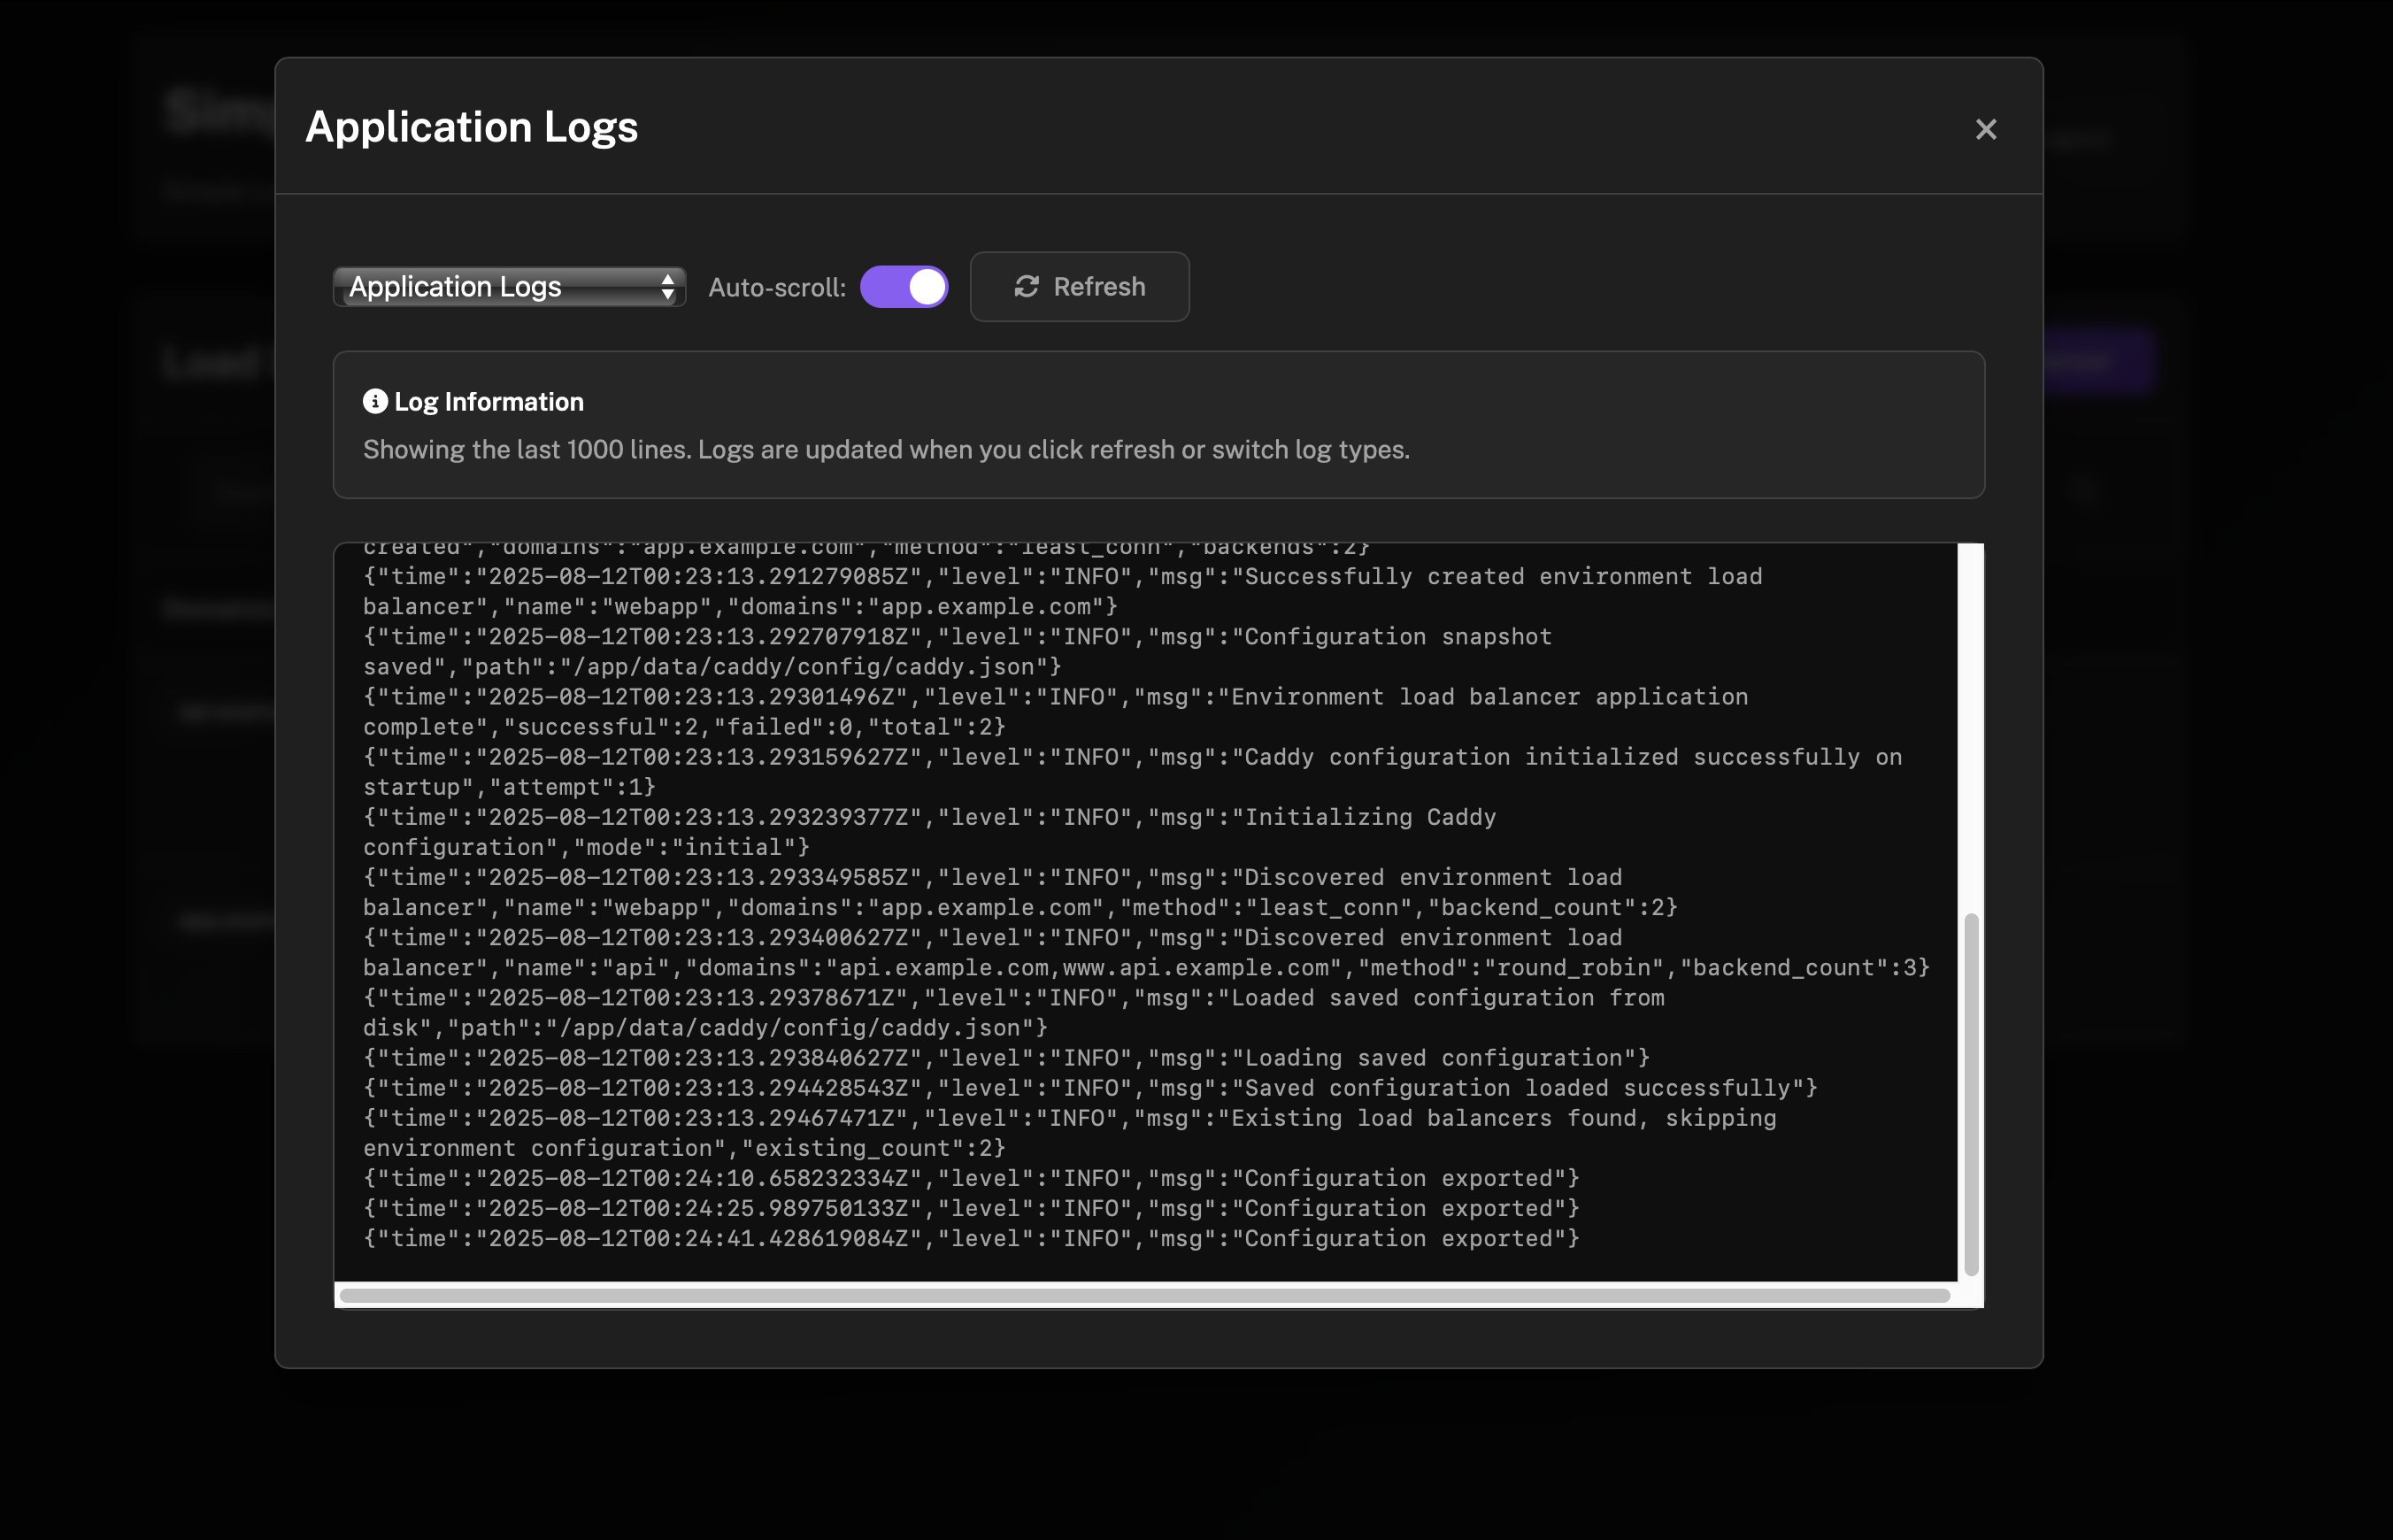 Application Logs
Application Logs
Auto-scroll:
Refresh
Log Information
Showing the last 1000 lines. Logs are updated when you click refresh or switch log types.
created","domains":"app.example.com","method":"least_conn","backends":2}
{"time":"2025-08-12T00:23:13.291279085Z","level":"INFO","msg":"Successfully created environment load
balancer","name":"webapp","domains":"app.example.com"}
{"time":"2025-08-12T00:23:13.292707918Z","level":"INFO","msg":"Configuration snapshot
saved","path":"/app/data/caddy/config/caddy.json"}
{"time":"2025-08-12T00:23:13.29301496Z","level":"INFO","msg":"Environment load balancer application
complete","successful":2,"failed":0,"total":2}
{"time":"2025-08-12T00:23:13.293159627Z","level":"INFO","msg":"Caddy configuration initialized successfully on
startup","attempt":1}
{"time":"2025-08-12T00:23:13.293239377Z","level":"INFO","msg":"Initializing Caddy
configuration","mode":"initial"}
{"time":"2025-08-12T00:23:13.293349585Z","level":"INFO","msg":"Discovered environment load
balancer","name":"webapp","domains":"app.example.com","method":"least_conn","backend_count":2}
{"time":"2025-08-12T00:23:13.293400627Z","level":"INFO","msg":"Discovered environment load
balancer","name":"api","domains":"api.example.com,www.api.example.com","method":"round_robin","backend_count":3}
{"time":"2025-08-12T00:23:13.29378671Z","level":"INFO","msg":"Loaded saved configuration from
disk","path":"/app/data/caddy/config/caddy.json"}
{"time":"2025-08-12T00:23:13.293840627Z","level":"INFO","msg":"Loading saved configuration"}
{"time":"2025-08-12T00:23:13.294428543Z","level":"INFO","msg":"Saved configuration loaded successfully"}
{"time":"2025-08-12T00:23:13.29467471Z","level":"INFO","msg":"Existing load balancers found, skipping
environment configuration","existing_count":2}
{"time":"2025-08-12T00:24:10.658232334Z","level":"INFO","msg":"Configuration exported"}
{"time":"2025-08-12T00:24:25.989750133Z","level":"INFO","msg":"Configuration exported"}
{"time":"2025-08-12T00:24:41.428619084Z","level":"INFO","msg":"Configuration exported"}